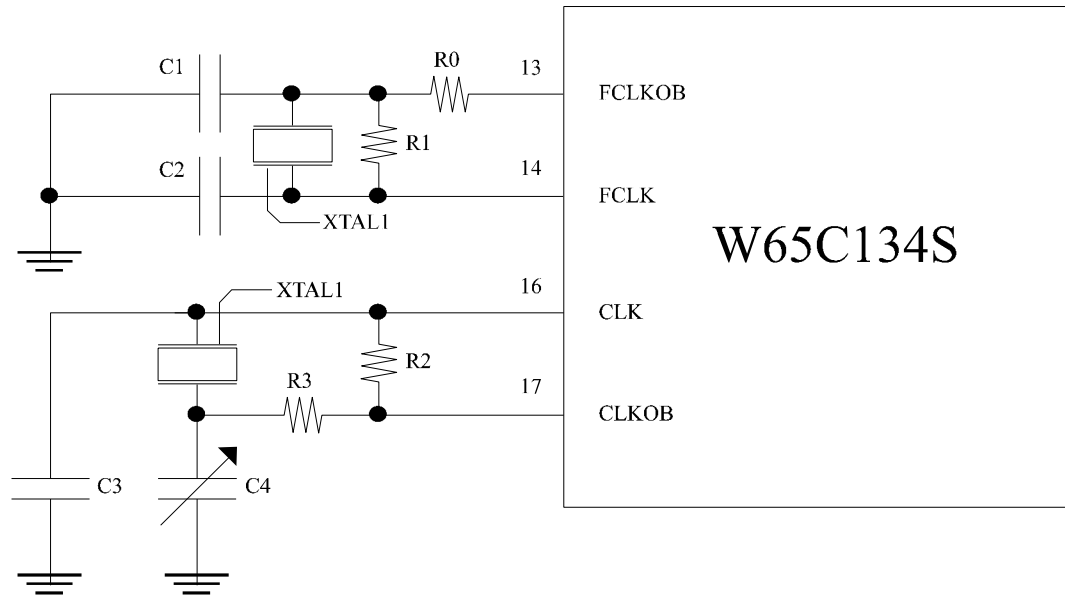 C1
R0
13
FCLKOB
R1
C2
14
FCLK
XTAL1
W65C134S
XTAL1
16
CLK
R2
R3
17
CLKOB
C3
C4